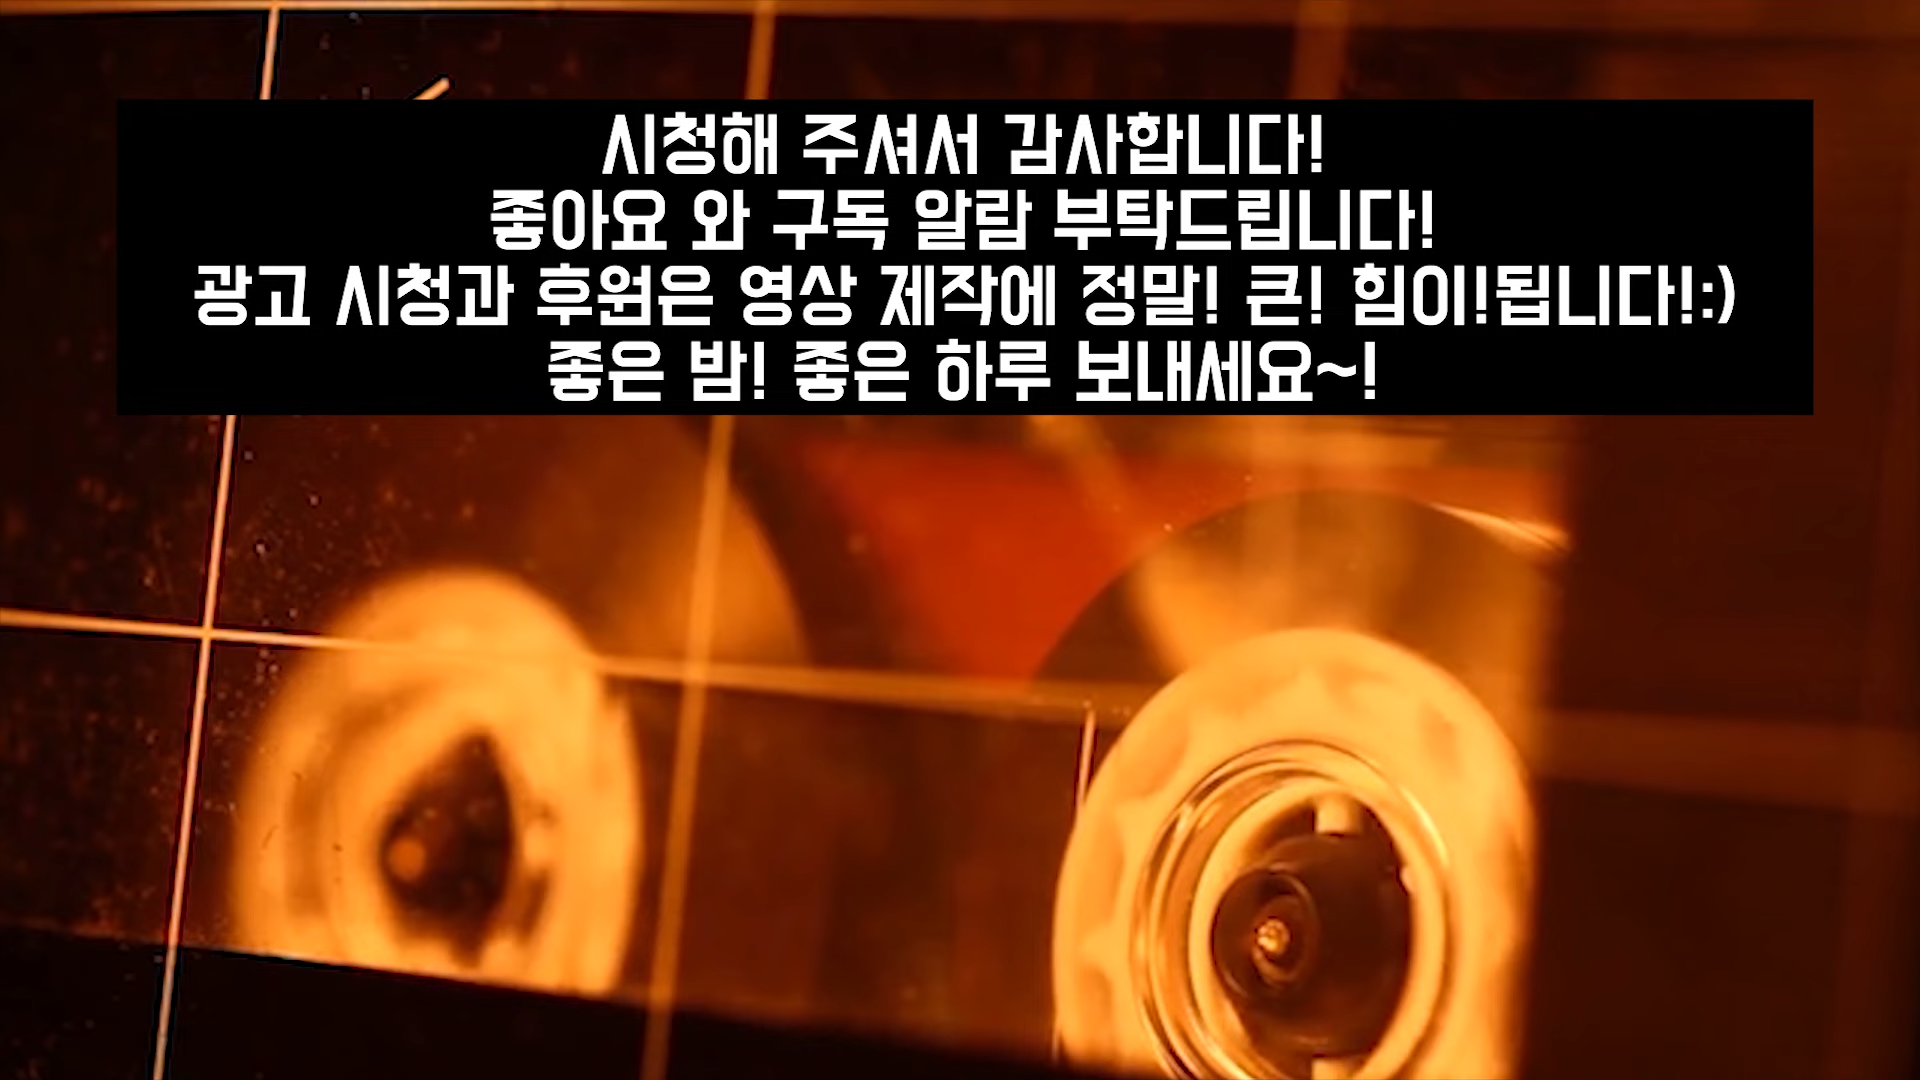 시청해 주셔서 감사합니다!
좋아요 와 구독 알람 부탁드립니다!
광고 시청과 후원은 영상 제작에 정말! 큰! 힘이!됩니다!:)
좋은 밤! 좋은 하루 보내세요~!